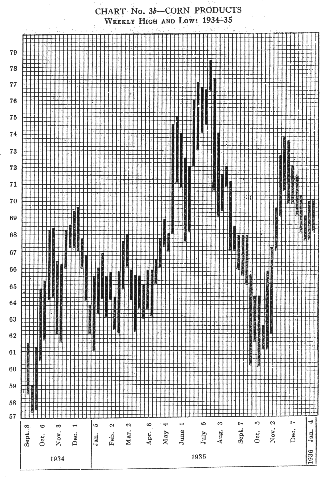 CHART No. 35—CORN PRODUCTS
WEEKLY HIGH AND LOW: 1934-35
79
78
77
76
75
74
73
72
71
70
69
68
67
66
65
64
63
62
61
60
59
58
57
Sept. 8
Oct. 6
Nov. 3
Dec. 1
Jan. 5
Feb. 2
Mar. 2
Apr. 6
May 4
June 1
July 6
Aug. 3
Sept. 7
Oct. 5
Nov. 2
Dec. 7
Jan. 4
1934
1935
1936